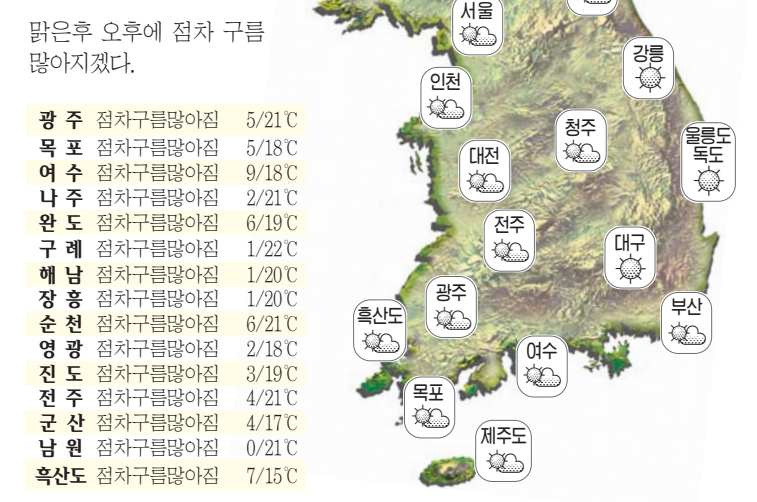 맑은후 오후에 점차 구름
많아지겠다.
광 주 점차구름많아짐 5/21℃
목 포 점차구름많아짐 5/18℃
여 수 점차구름많아짐 9/18℃
나 주 점차구름많아짐 2/21℃
완 도 점차구름많아짐 6/19℃
구 례 점차구름많아짐 1/22℃
해 남 점차구름많아짐 1/20℃
장 흥 점차구름많아짐 1/20℃
순 천 점차구름많아짐 6/21℃
영 광 점차구름많아짐 2/18℃
진 도 점차구름많아짐 3/19℃
전 주 점차구름많아짐 4/21℃
군 산 점차구름많아짐 4/17℃
남 원 점차구름많아짐 0/21℃
흑산도 점차구름많아짐 7/15℃
서울
강릉
인천
청주
울릉도
독도
대전
전주
대구
광주
부산
흑산도
여수
목포
제주도